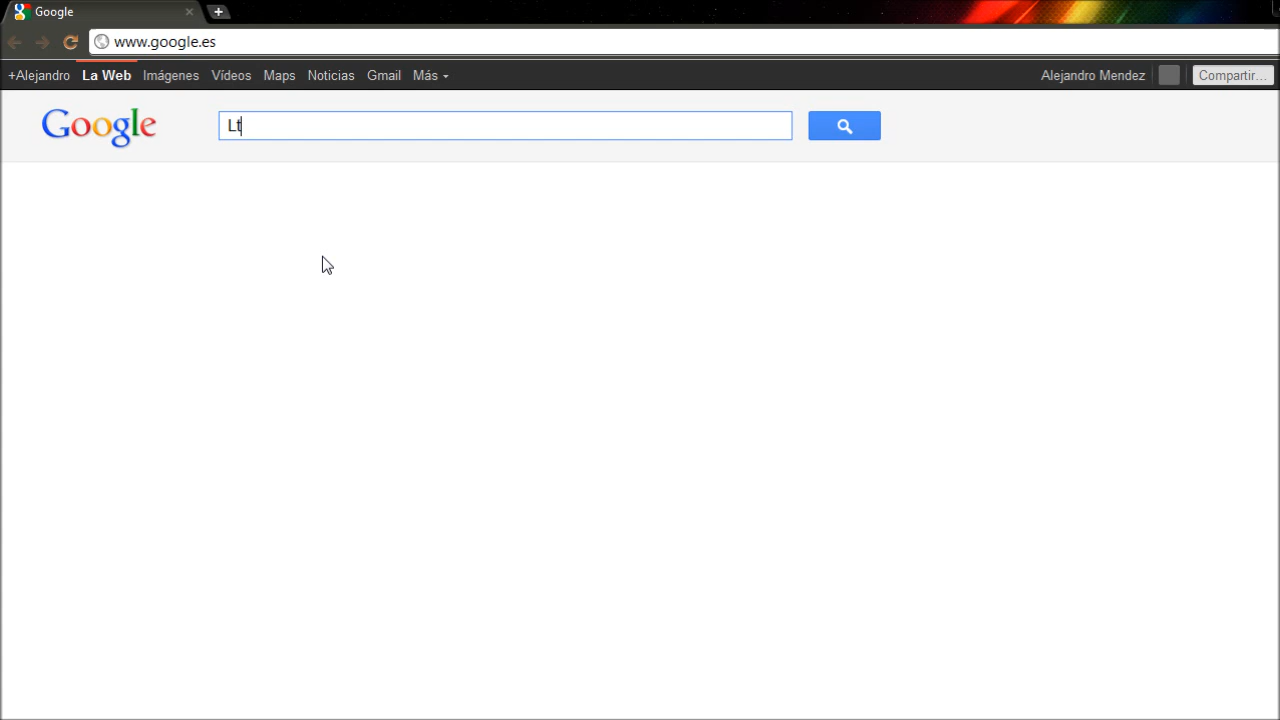 Google
www.google.es
+Alejandro La Web Imágenes Vídeos Maps Noticias Gmail Más Alejandro Mendez Compartir...
Google Lt